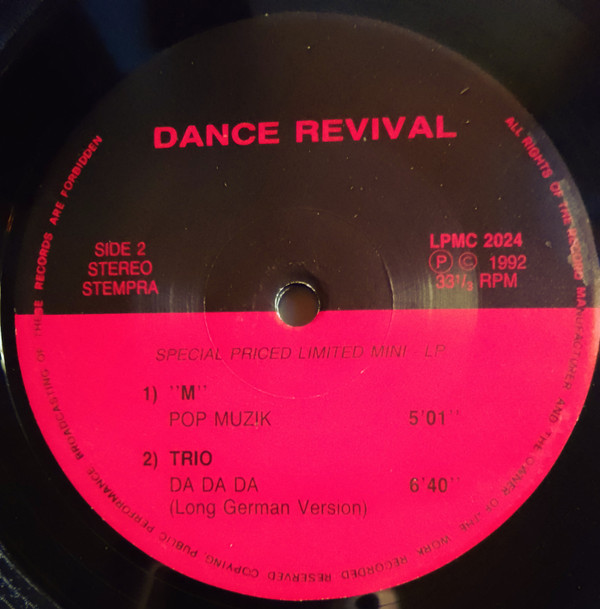 DANCE REVIVAL
SIDE 2
STEREO
STEMPRA
LPMC 2024
Ⓟ © 1992
33 1/3 RPM
SPECIAL PRICED LIMITED MINI - LP
1) "M"
POP MUZIK 5'01"
2) TRIO
DA DA DA 6'40"
(Long German Version)
ALL RIGHTS OF THE RECORD MANUFACTURER AND THE OWNER OF THE WORK RECORDED RESERVED COPYING, PUBLIC PERFORMANCE BROADCASTING OF THESE RECORDS ARE FORBIDDEN